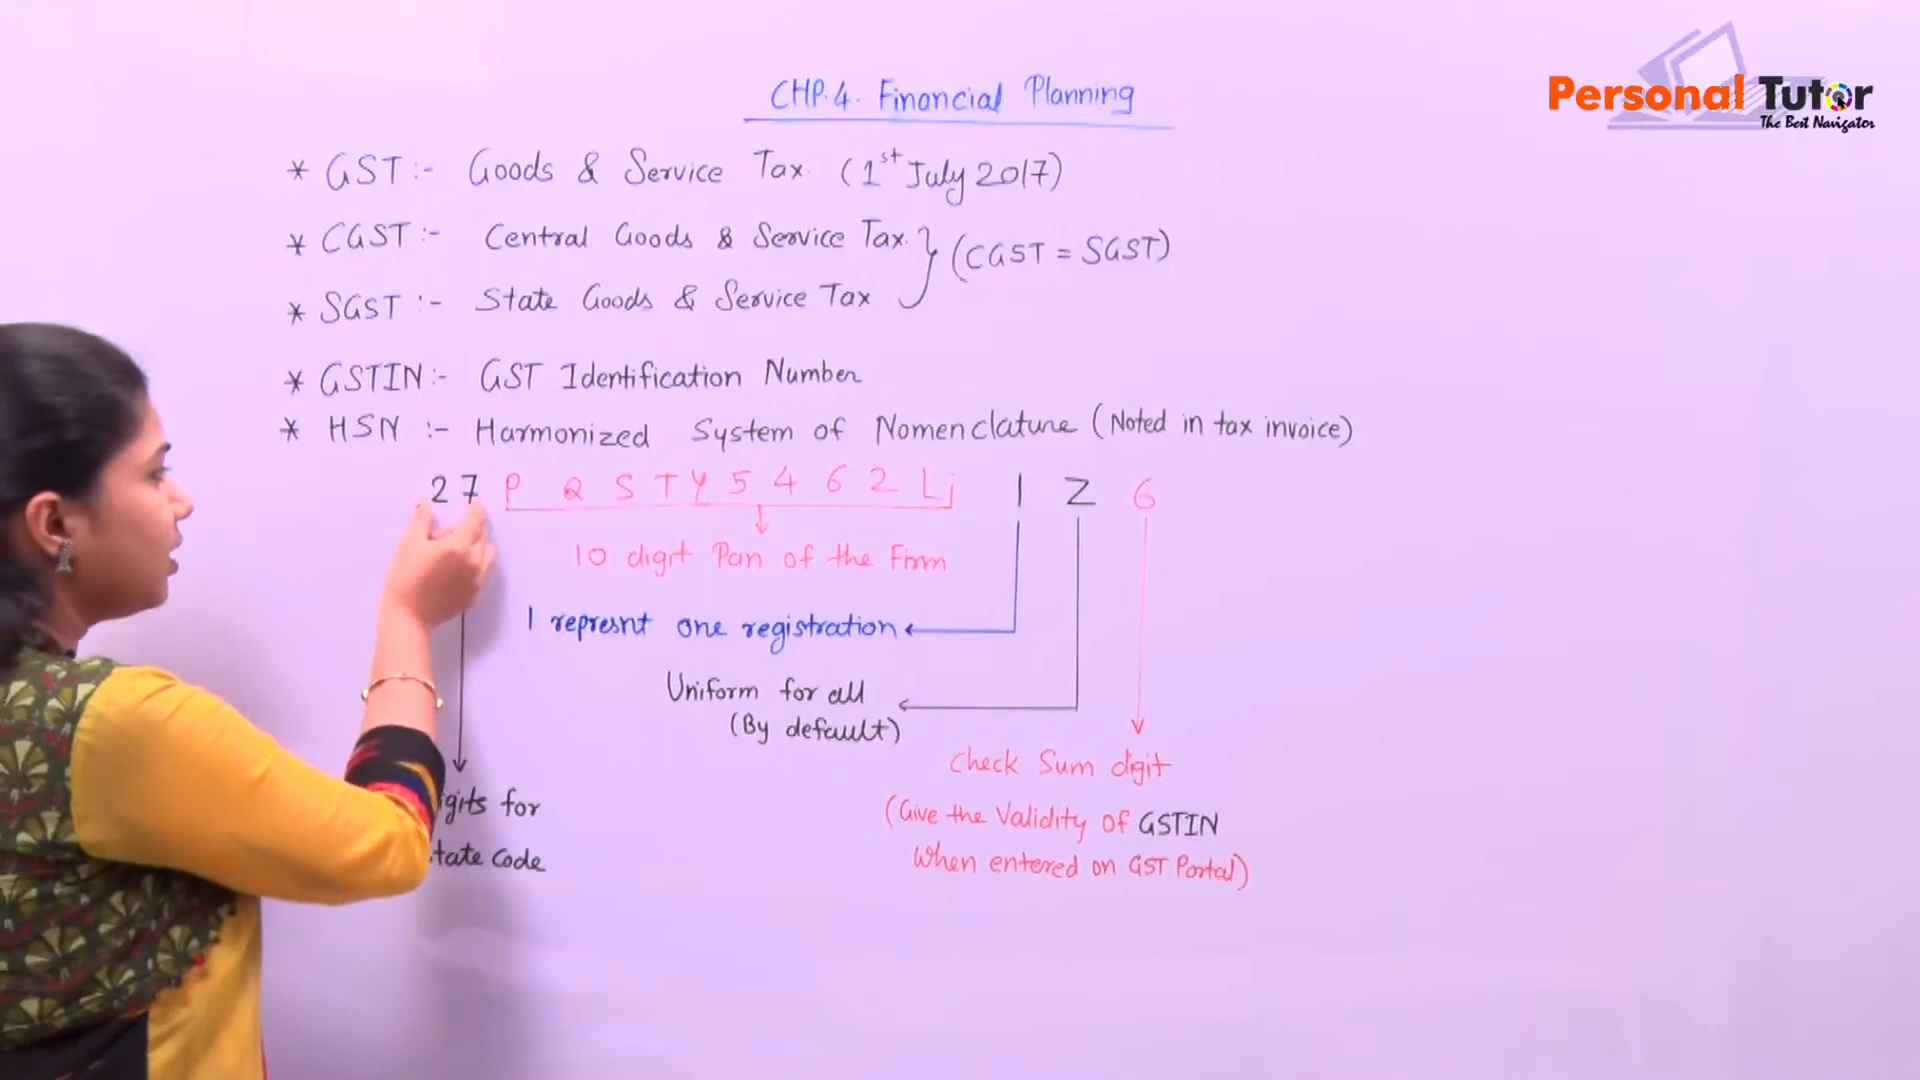 CHP.4. Financial Planning
Personal Tutor
The Best Navigator
* GST :- Goods & Service Tax. (1st July 2017)
* CGST :- Central Goods & Service Tax. } (CGST = SGST)
* SGST :- State Goods & Service Tax
* GSTIN :- GST Identification Number
* HSN :- Harmonized System of Nomenclature (Noted in tax invoice)
27 P Q S T Y 5 4 6 2 L 1 Z 6
10 digit Pan of the Firm
1 represnt one registration
Uniform for all
(By default)
Check Sum digit
igits for
(Give the Validity of GSTIN
tate Code
When entered on GST Portal)